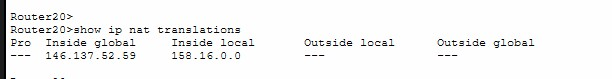 Router20>
Router20>show ip nat translations
Pro  Inside global     Inside local      Outside local     Outside global
---  146.137.52.59     158.16.0.0        ---               ---